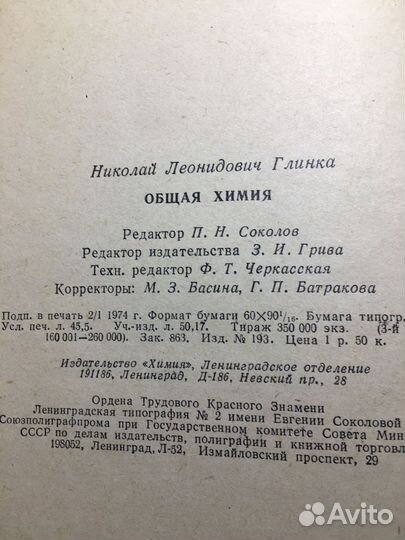 Николай Леонидович Глинка
ОБЩАЯ ХИМИЯ
Редактор П. Н. Соколов
Редактор издательства З. И. Грива
Техн. редактор Ф. Т. Черкасская
Корректоры: М. З. Васина, Г. П. Батракова
Подп. в печать 2/I 1974 г. Формат бумаги 60×90¹/₁₆. Бумага типогр.
Усл. печ. л. 45,5. Уч.-изд. л. 50,17. Тираж 350 000 экз. (3-й
160 001—260 000). Зак. 863. Изд. № 193. Цена 1 р. 50 к.
Издательство «Химия», Ленинградское отделение
191186, Ленинград, Д-186, Невский пр., 28
Ордена Трудового Красного Знамени
Ленинградская типография № 2 имени Евгении Соколовой
Союзполиграфпрома при Государственном комитете Совета Мин
СССР по делам издательств, полиграфии и книжной торговл
198052, Ленинград, Л-52, Измайловский проспект, 29
Avito